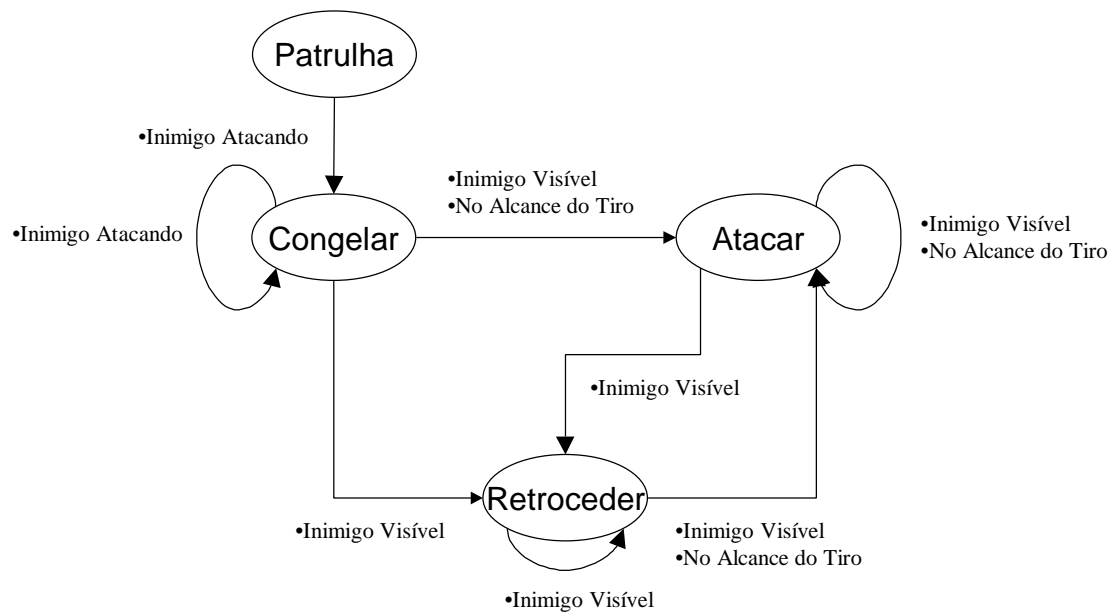 Patrulha
•Inimigo Atacando
•Inimigo Visível
•No Alcance do Tiro
•Inimigo Atacando
Congelar
Atacar
•Inimigo Visível
•No Alcance do Tiro
•Inimigo Visível
Retroceder
•Inimigo Visível
•Inimigo Visível
•No Alcance do Tiro
•Inimigo Visível